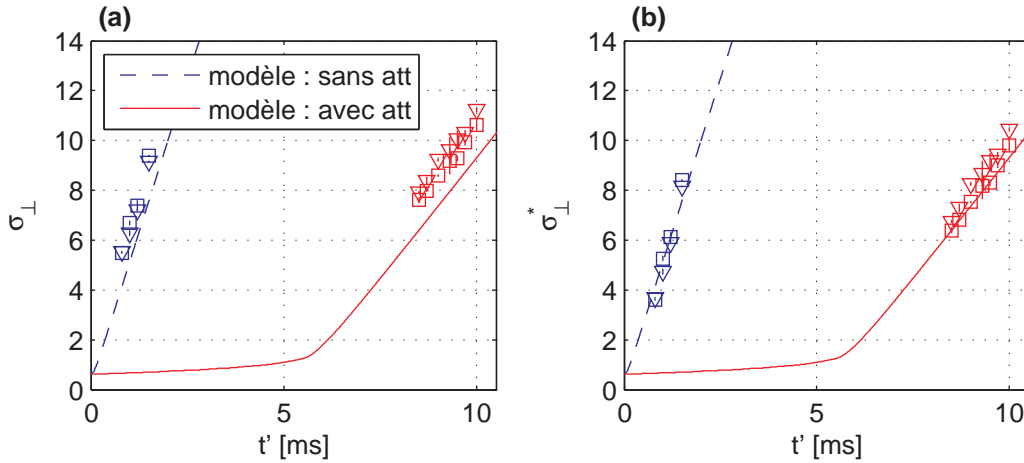 (a)
14
12
10
8
6
4
2
0
σ⊥
modèle : sans att
modèle : avec att
0 5 10
t' [ms]
(b)
14
12
10
8
6
4
2
0
σ⊥*
0 5 10
t' [ms]